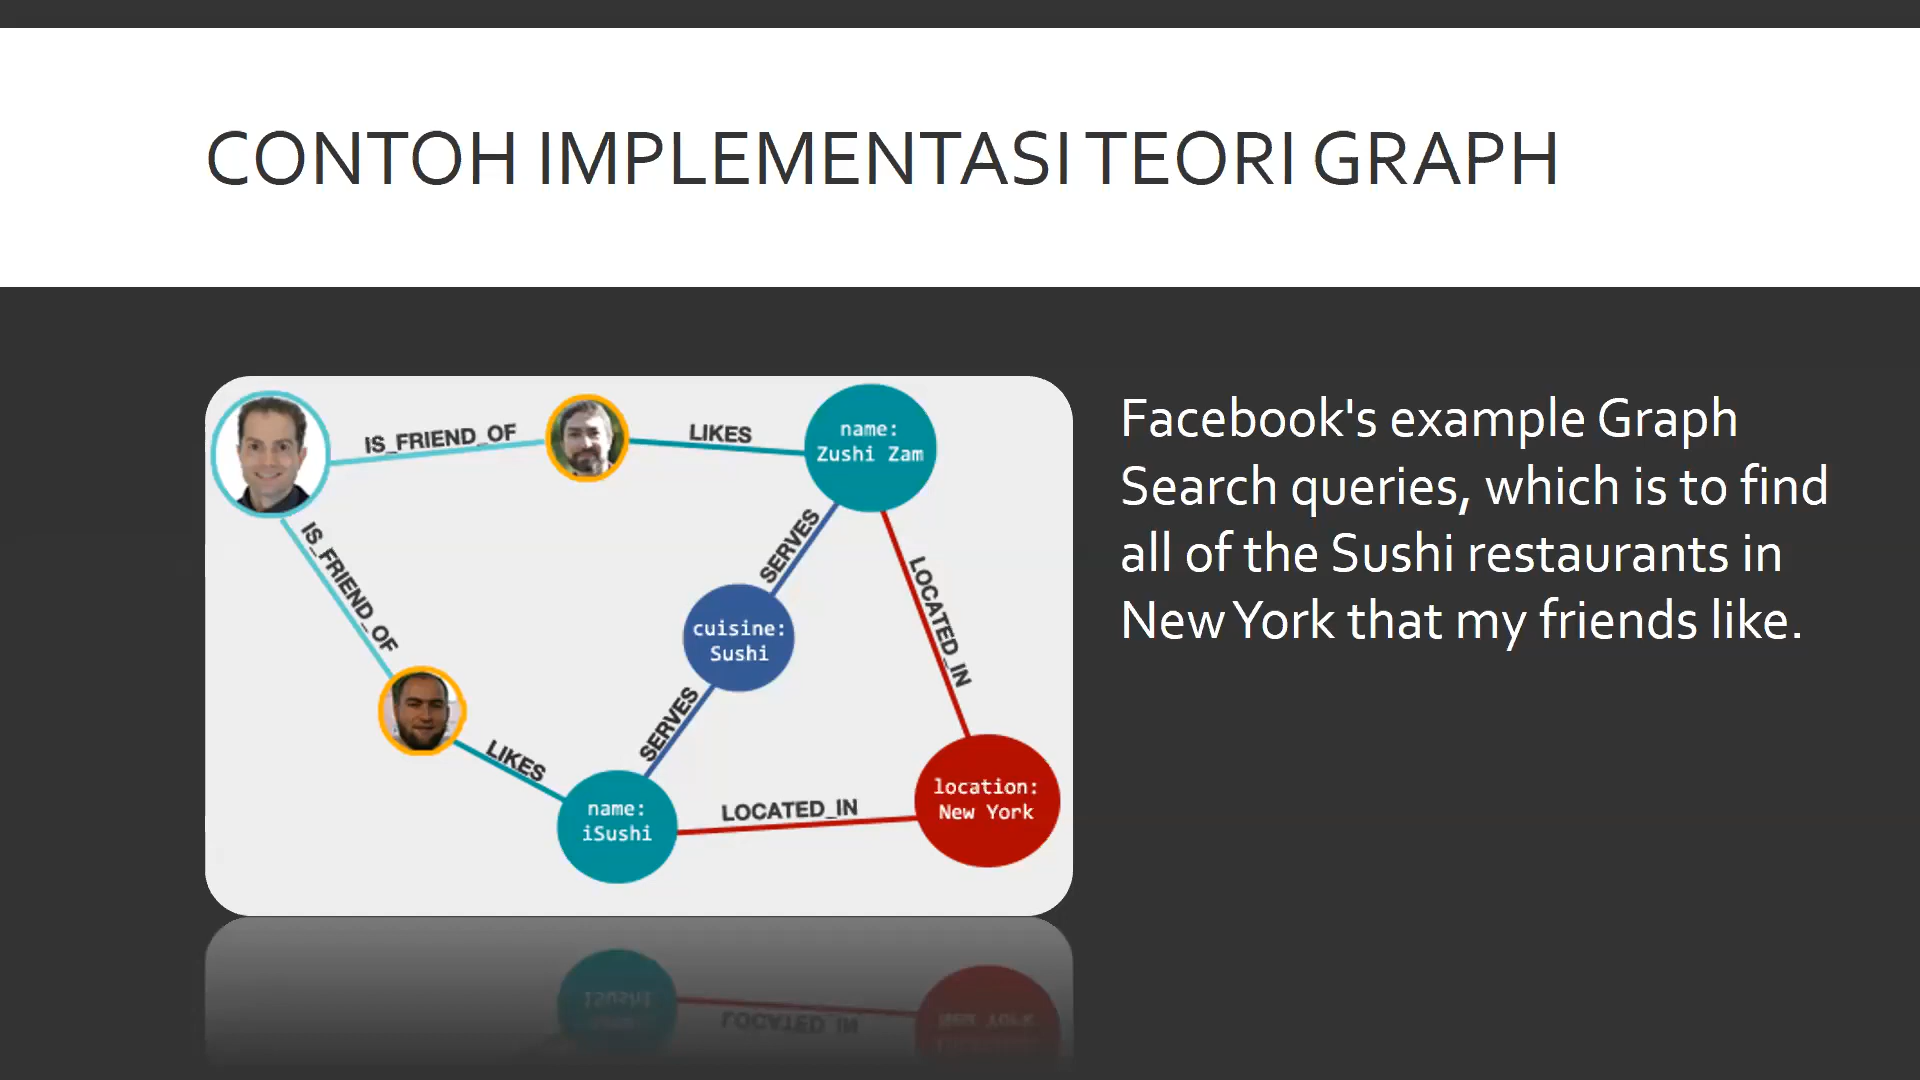 CONTOH IMPLEMENTASI TEORI GRAPH
IS_FRIEND_OF
LIKES
name:
Zushi Zam
SERVES
IS_FRIEND_OF
LOCATED_IN
cuisine:
Sushi
SERVES
LIKES
name:
iSushi
LOCATED_IN
location:
New York
Facebook's example Graph
Search queries, which is to find
all of the Sushi restaurants in
New York that my friends like.